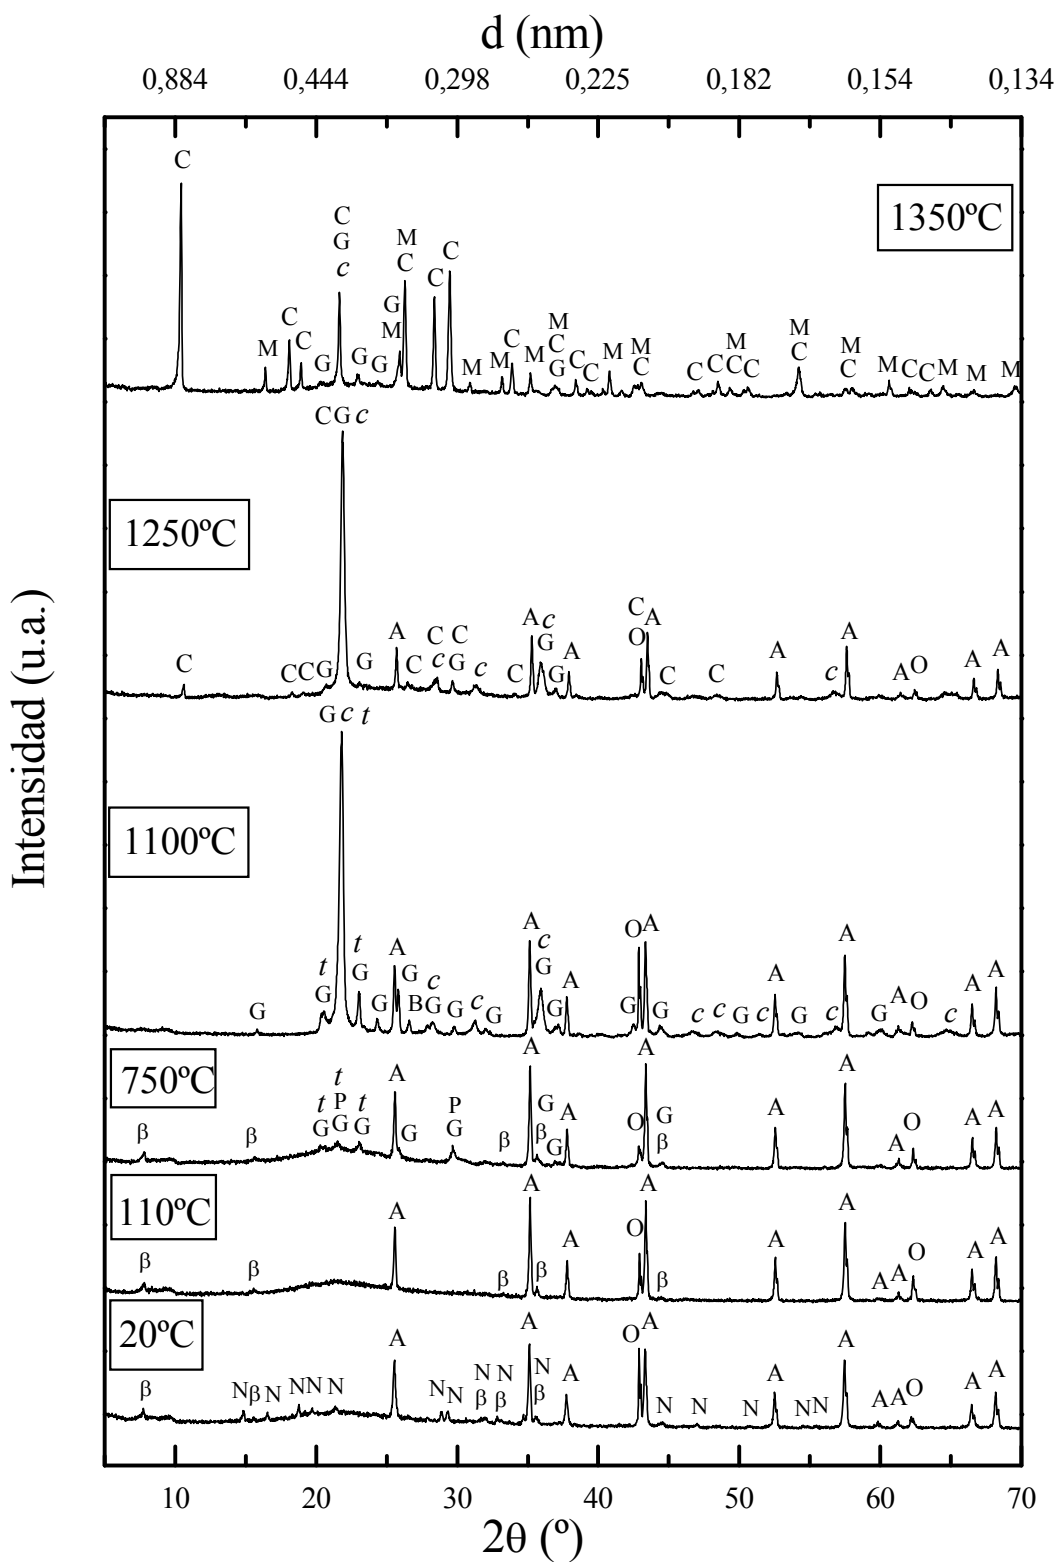 d (nm)
0,884 0,444 0,298 0,225 0,182 0,154 0,134
Intensidad (u.a.)
1350ºC
C
M
C
C
G
C
G
c
G
G
G
M
M
C
C
C
M
M
C
M
M
C
G
C
C
M
M
C
C
C
M
C
C
M
C
M
C
M
C
C
M
M
M
1250ºC
C
C C G
C G c
G
A
C
C
c
C
G
c
C
A
c
G
G
A
C
O
A
C
C
A
c
A
A
O
A
A
1100ºC
G
t
G
G c t
t
G
G
A
G
B
c
G
G
c
G
A
c
G
G
A
G
O
A
G
c
c
G
c
A
G
c
A
G
A
O
c
A
A
750ºC
β
β
t
G
t
P
G
t
G
A
G
P
G
β
A
G
β
G
A
O
A
G
β
A
A
A
O
A
A
110ºC
β
β
A
β
A
β
A
O
A
β
A
A
A
A
O
A
A
20ºC
β
N β N N N N
A
N N
N
β
N
β
A
N
β
A
O
A
N
N
A
N
N N
A
A A O
A
A
10 20 30 40 50 60 70
2θ (º)